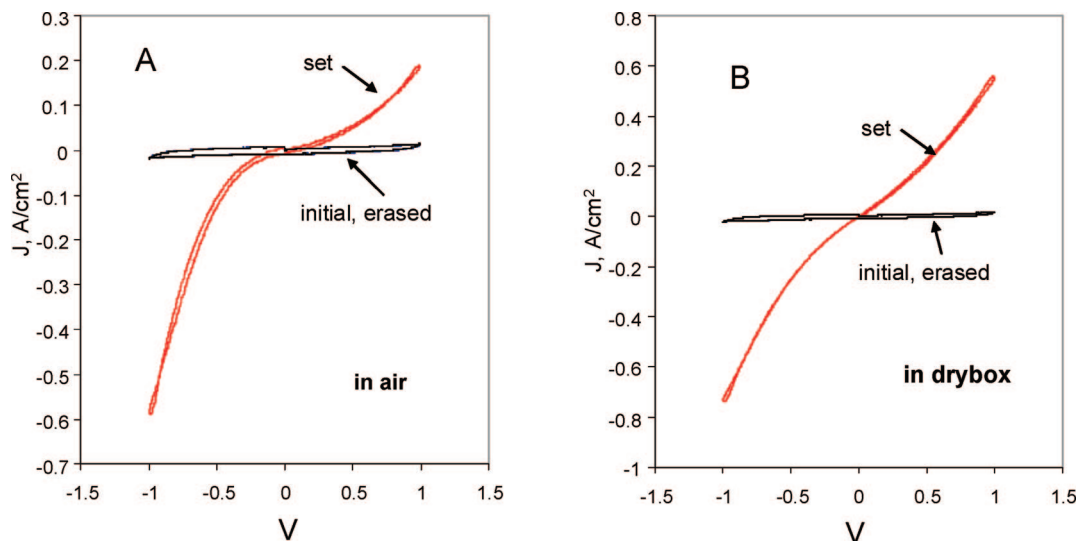 A
set
initial, erased
in air
J, A/cm²
0.3
0.2
0.1
0
-0.1
-0.2
-0.3
-0.4
-0.5
-0.6
-0.7
-1.5 -1 -0.5 0 0.5 1 1.5
V
B
set
initial, erased
in drybox
J, A/cm²
0.8
0.6
0.4
0.2
0
-0.2
-0.4
-0.6
-0.8
-1
-1.5 -1 -0.5 0 0.5 1 1.5
V